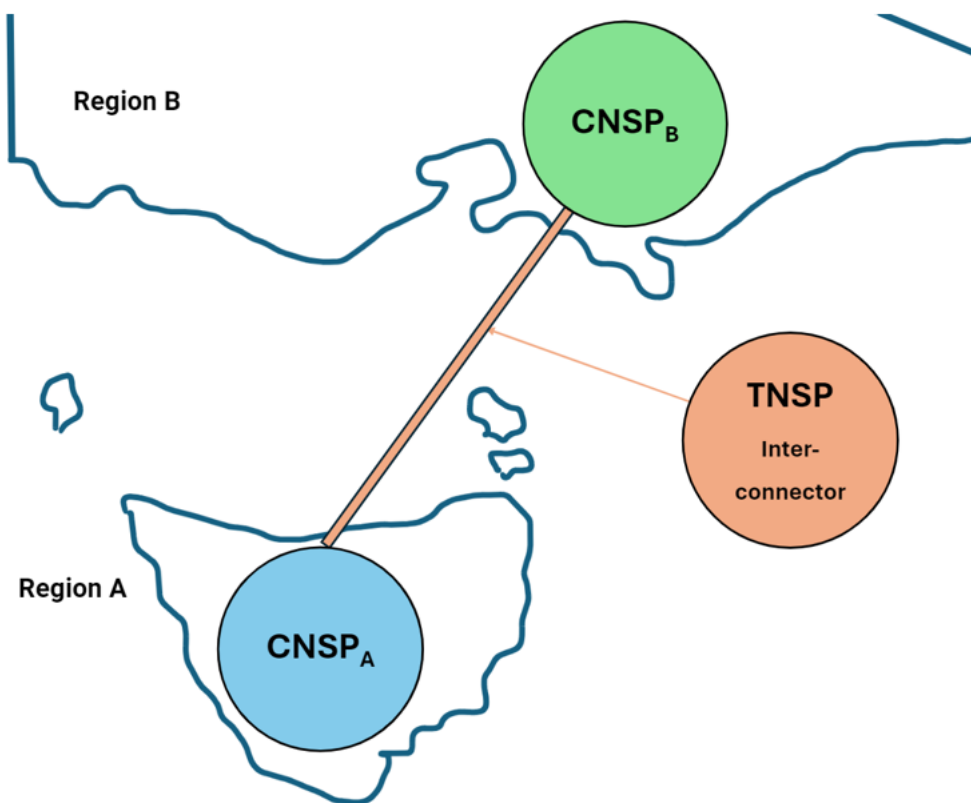 Region B
CNSPB
TNSP
Inter-
connector
Region A
CNSPA